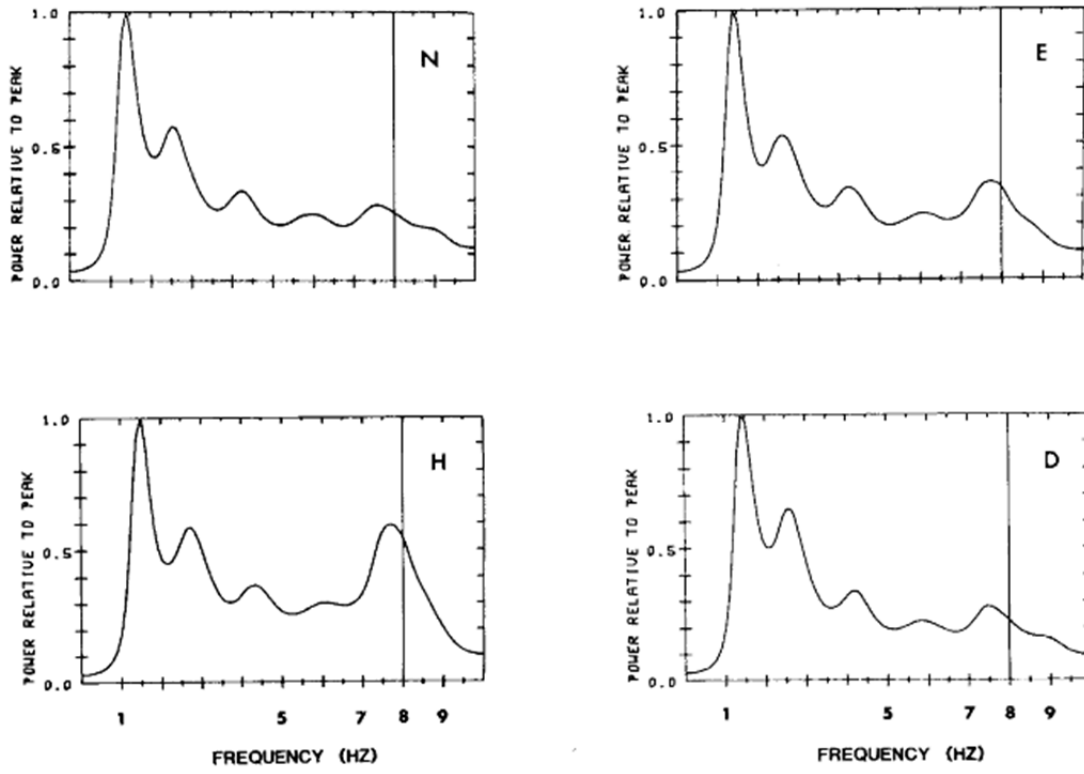 1.0
0.5
0.0
POWER RELATIVE TO PEAK
N
1.0
0.5
0.0
POWER RELATIVE TO PEAK
E
1.0
0.5
0.0
POWER RELATIVE TO PEAK
H
1 5 7 8 9
FREQUENCY (HZ)
1.0
0.5
0.0
POWER RELATIVE TO PEAK
D
1 5 7 8 9
FREQUENCY (HZ)